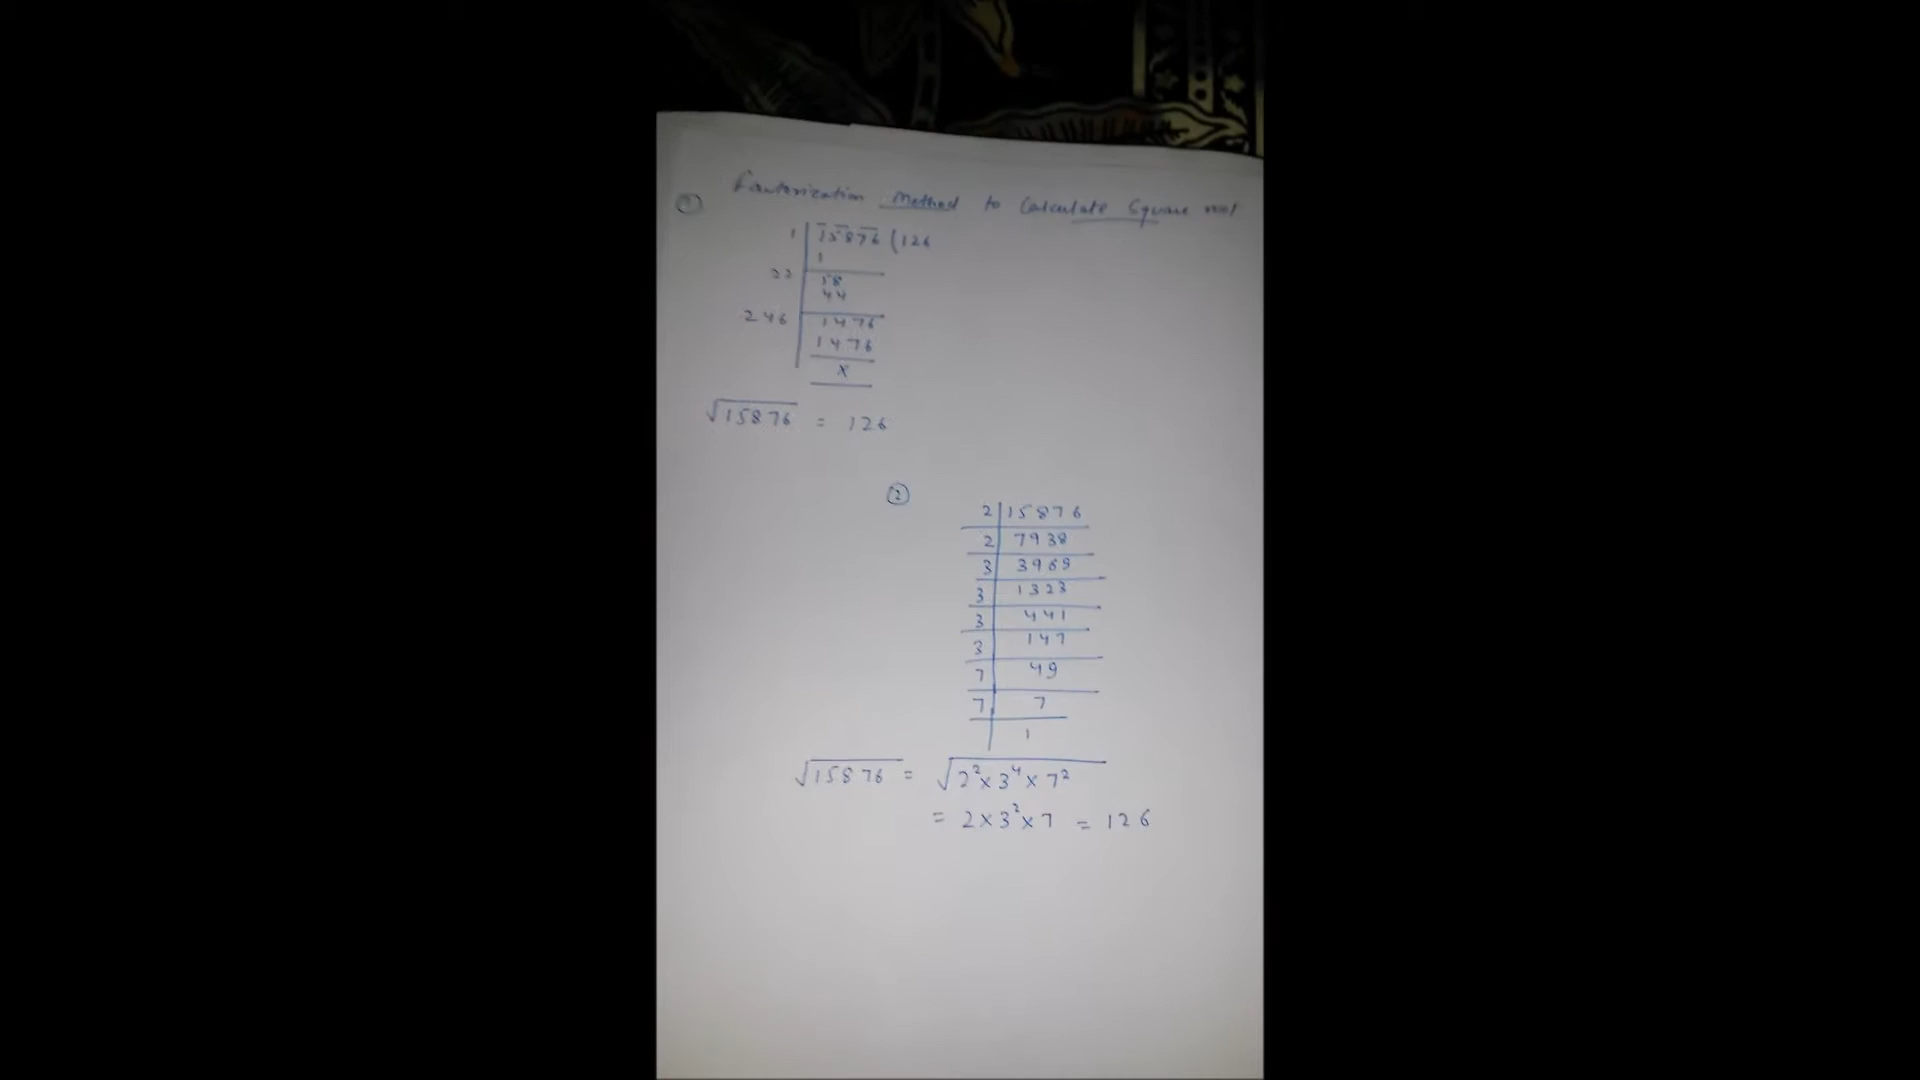 Factorization Method to Calculate Square root
①
1 | 15876 ( 126
1
22 | 58
44
246 | 1476
1476
x
√15876 = 126
②
2 | 15876
2 | 7938
3 | 3969
3 | 1323
3 | 441
3 | 147
7 | 49
7 | 7
1
√15876 = √2²×3⁴×7²
= 2×3²×7 = 126